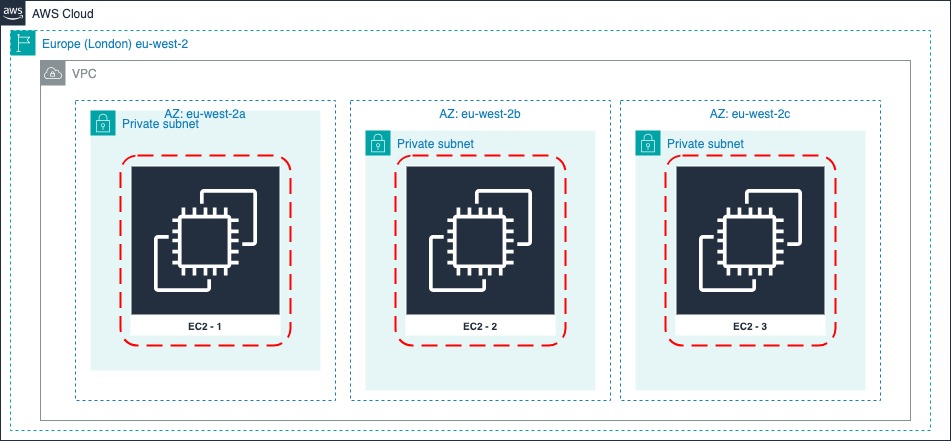 aws
AWS Cloud
Europe (London) eu-west-2
VPC
AZ: eu-west-2a
Private subnet
EC2 - 1
AZ: eu-west-2b
Private subnet
EC2 - 2
AZ: eu-west-2c
Private subnet
EC2 - 3